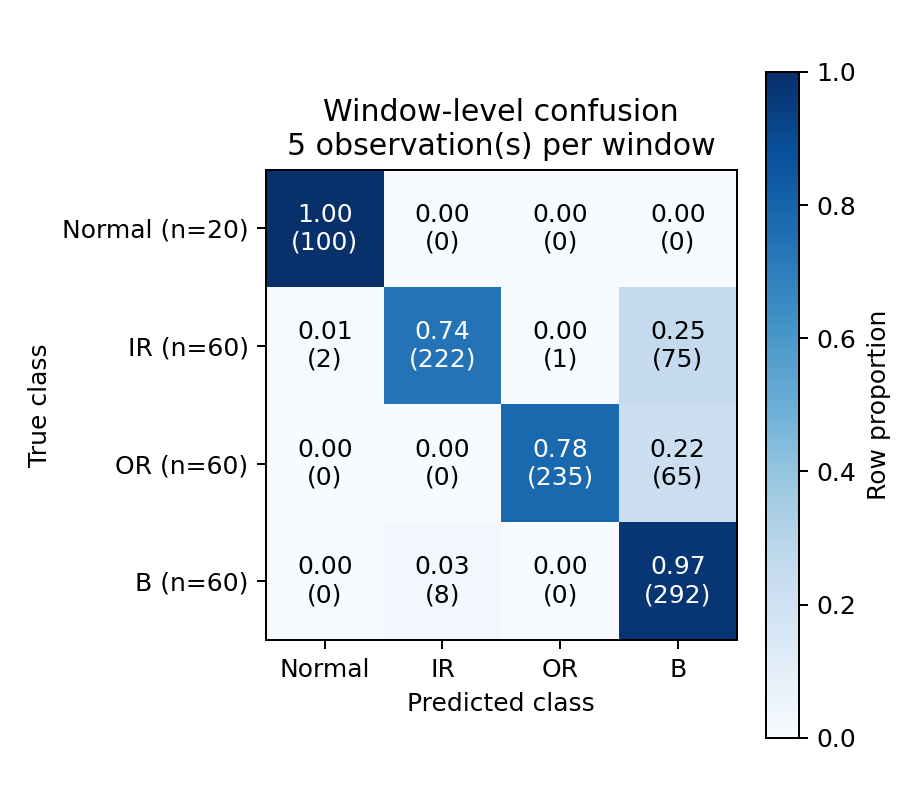 Window-level confusion
5 observation(s) per window
True class
Normal (n=20)
1.00 0.00 0.00 0.00
(100) (0) (0) (0)
IR (n=60)
0.01 0.74 0.00 0.25
(2) (222) (1) (75)
OR (n=60)
0.00 0.00 0.78 0.22
(0) (0) (235) (65)
B (n=60)
0.00 0.03 0.00 0.97
(0) (8) (0) (292)
Normal IR OR B
Predicted class
1.0
0.8
0.6
0.4
0.2
0.0
Row proportion